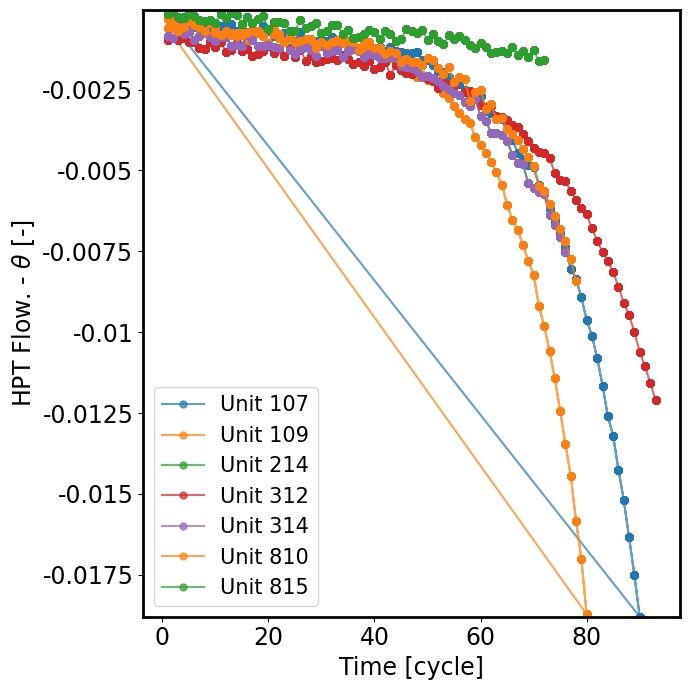 -0.0025
-0.005
-0.0075
-0.01
-0.0125
-0.015
-0.0175
HPT Flow. - θ [-]
Unit 107
Unit 109
Unit 214
Unit 312
Unit 314
Unit 810
Unit 815
0 20 40 60 80
Time [cycle]